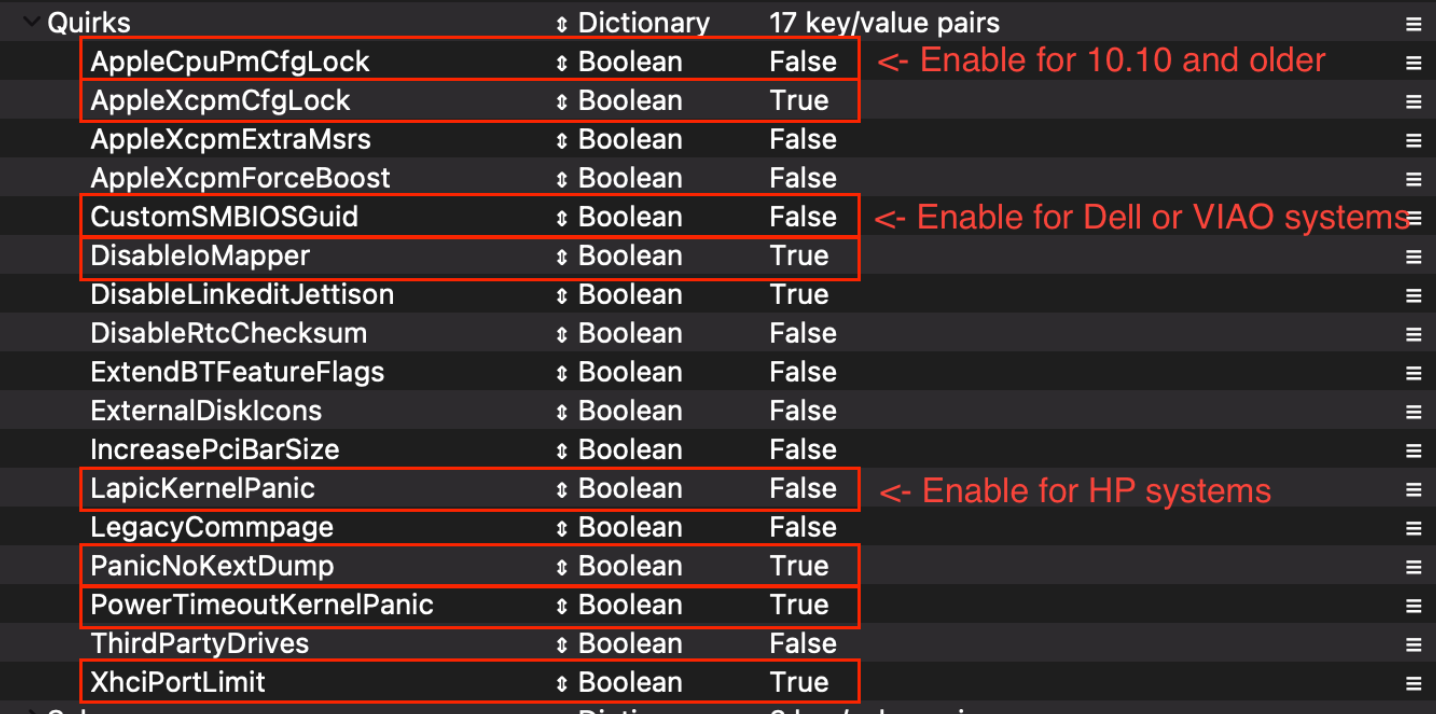 Quirks Dictionary 17 key/value pairs
AppleCpuPmCfgLock Boolean False <- Enable for 10.10 and older
AppleXcpmCfgLock Boolean True
AppleXcpmExtraMsrs Boolean False
AppleXcpmForceBoost Boolean False
CustomSMBIOSGuid Boolean False <- Enable for Dell or VIAO systems
DisableIoMapper Boolean True
DisableLinkeditJettison Boolean True
DisableRtcChecksum Boolean False
ExtendBTFeatureFlags Boolean False
ExternalDiskIcons Boolean False
IncreasePciBarSize Boolean False
LapicKernelPanic Boolean False <- Enable for HP systems
LegacyCommpage Boolean False
PanicNoKextDump Boolean True
PowerTimeoutKernelPanic Boolean True
ThirdPartyDrives Boolean False
XhciPortLimit Boolean True